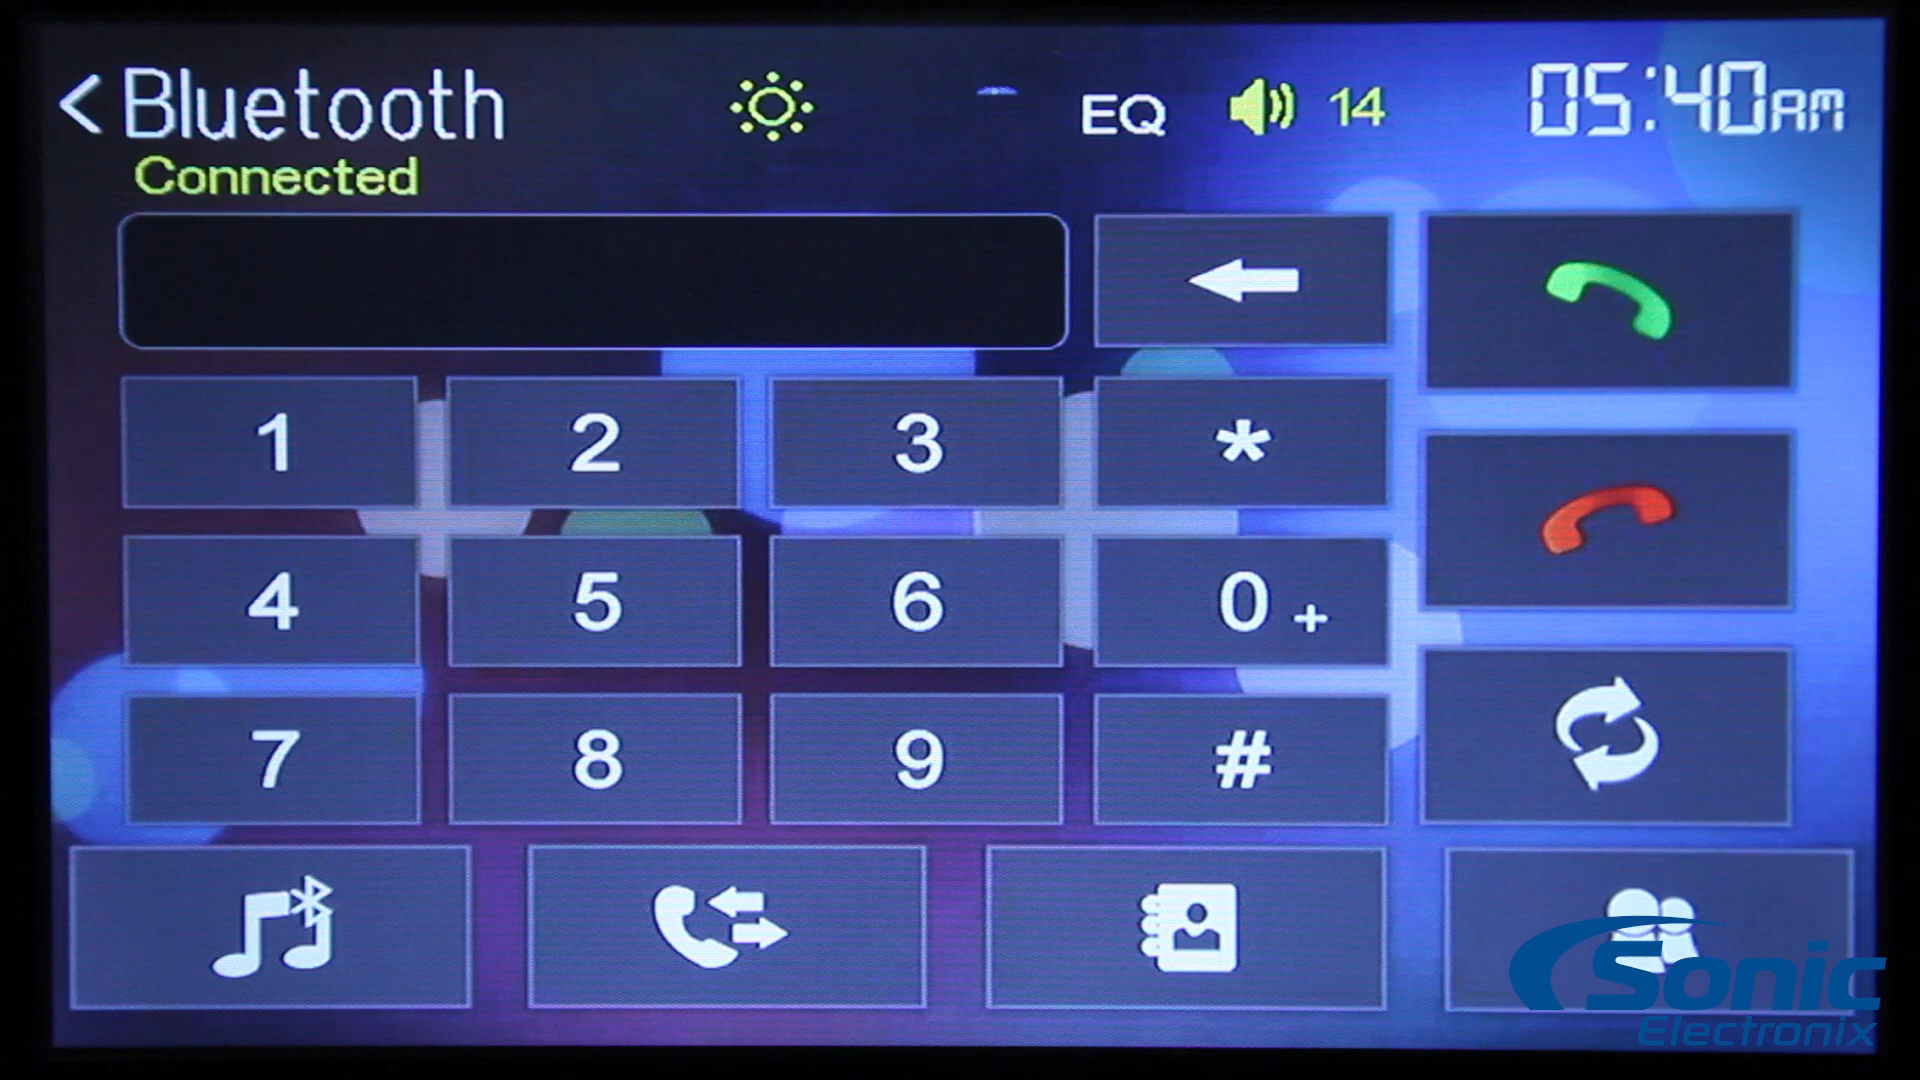 < Bluetooth EQ 14 05:40AM
Connected
1 2 3 *
4 5 6 0 +
7 8 9 #
Sonic
Electronix